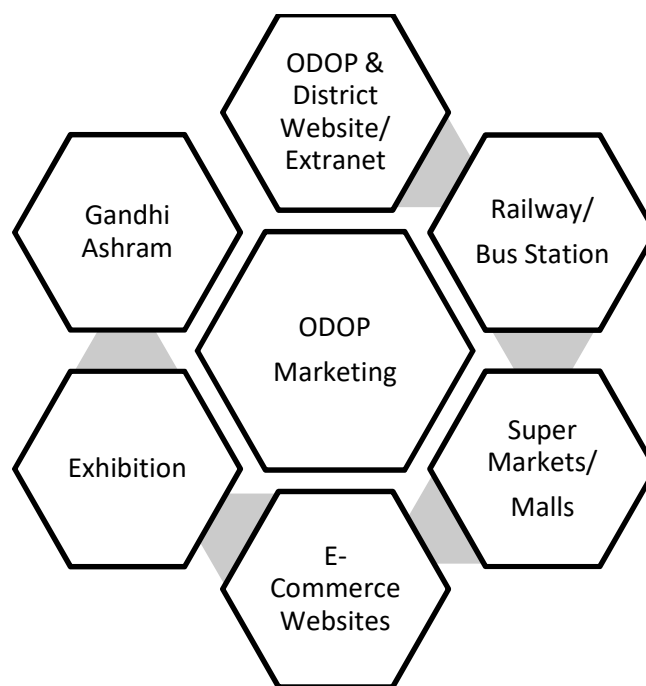 ODOP &
District
Website/
Extranet
Railway/
Bus Station
Super
Markets/
Malls
E-
Commerce
Websites
Exhibition
Gandhi
Ashram
ODOP
Marketing